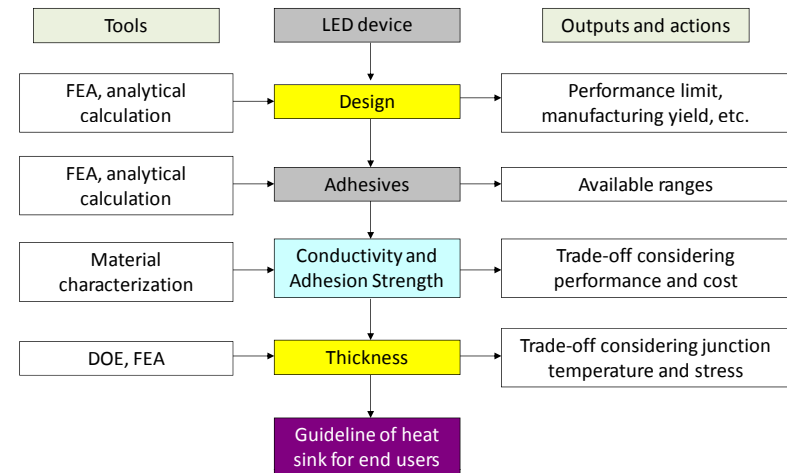 Tools
LED device
Outputs and actions
FEA, analytical
calculation
Design
Performance limit,
manufacturing yield, etc.
FEA, analytical
calculation
Adhesives
Available ranges
Material
characterization
Conductivity and
Adhesion Strength
Trade-off considering
performance and cost
DOE, FEA
Thickness
Trade-off considering junction
temperature and stress
Guideline of heat
sink for end users